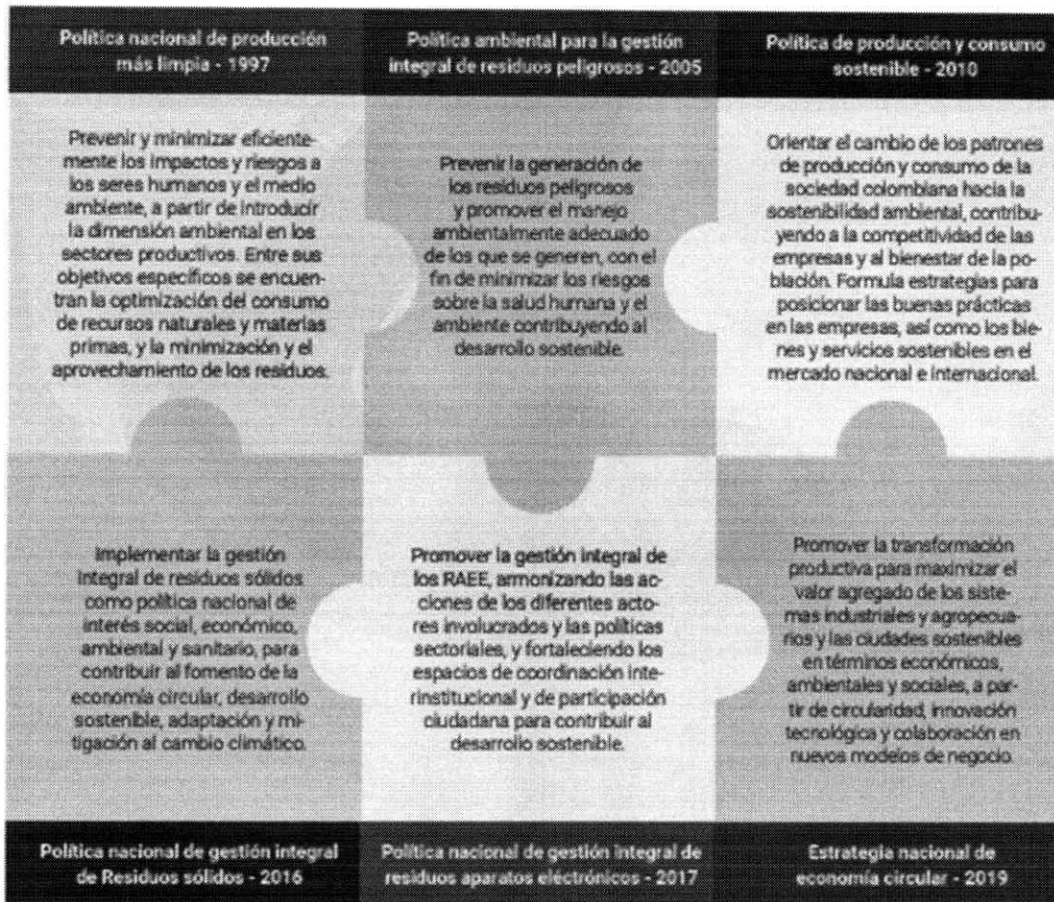 Política nacional de producción
más limpia - 1997
Política ambiental para la gestión
integral de residuos peligrosos - 2005
Política de producción y consumo
sostenible - 2010
Prevenir y minimizar eficiente-
mente los impactos y riesgos a
los seres humanos y el medio
ambiente, a partir de introducir
la dimensión ambiental en los
sectores productivos. Entre sus
objetivos específicos se encuen-
tran la optimización del consumo
de recursos naturales y materias
primas, y la minimización y el
aprovechamiento de los residuos.
Prevenir la generación de
los residuos peligrosos
y promover el manejo
ambientalmente adecuado
de los que se generen, con el
fin de minimizar los riesgos
sobre la salud humana y el
ambiente contribuyendo al
desarrollo sostenible.
Orientar el cambio de los patrones
de producción y consumo de la
sociedad colombiana hacia la
sostenibilidad ambiental, contribu-
yendo a la competitividad de las
empresas y al bienestar de la po-
blación. Formula estrategias para
posicionar las buenas prácticas
en las empresas, así como los bie-
nes y servicios sostenibles en el
mercado nacional e internacional.
Implementar la gestión
integral de residuos sólidos
como política nacional de
interés social, económico,
ambiental y sanitario, para
contribuir al fomento de la
economía circular, desarrollo
sostenible, adaptación y mi-
tigación al cambio climático.
Promover la gestión integral de
los RAEE, armonizando las ac-
ciones de los diferentes acto-
res involucrados y las políticas
sectoriales, y fortaleciendo los
espacios de coordinación inte-
rinstitucional y de participación
ciudadana para contribuir al
desarrollo sostenible.
Promover la transformación
productiva para maximizar el
valor agregado de los siste-
mas industriales y agropecua-
rios y las ciudades sostenibles
en términos económicos,
ambientales y sociales, a par-
tir de circularidad, innovación
tecnológica y colaboración en
nuevos modelos de negocio.
Política nacional de gestión integral
de Residuos sólidos - 2016
Política nacional de gestión integral de
residuos aparatos eléctrónicos - 2017
Estrategia nacional de
economía circular - 2019